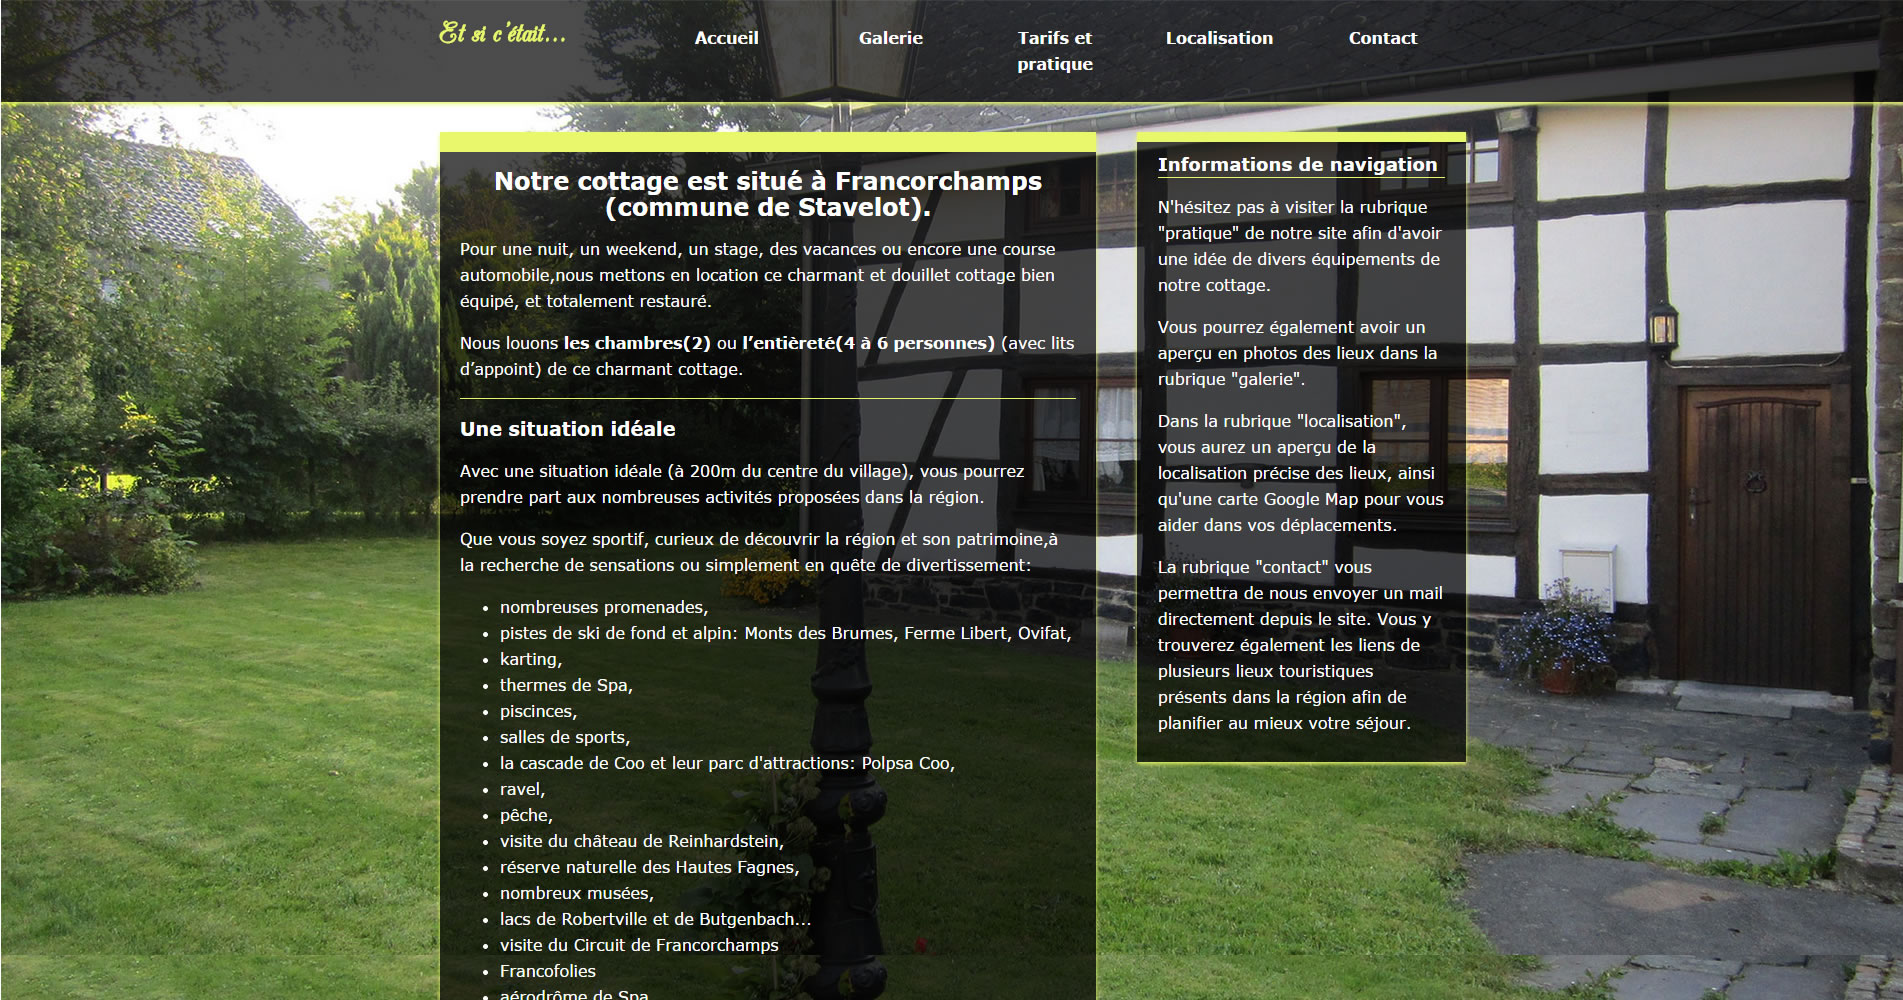 Et si c'était...
Accueil
Galerie
Tarifs et
pratique
Localisation
Contact
Notre cottage est situé à Francorchamps
(commune de Stavelot).
Pour une nuit, un weekend, un stage, des vacances ou encore une course
automobile,nous mettons en location ce charmant et douillet cottage bien
équipé, et totalement restauré.
Nous louons les chambres(2) ou l’entièreté(4 à 6 personnes) (avec lits
d’appoint) de ce charmant cottage.
Une situation idéale
Avec une situation idéale (à 200m du centre du village), vous pourrez
prendre part aux nombreuses activités proposées dans la région.
Que vous soyez sportif, curieux de découvrir la région et son patrimoine,à
la recherche de sensations ou simplement en quête de divertissement:
• nombreuses promenades,
• pistes de ski de fond et alpin: Monts des Brumes, Ferme Libert, Ovifat,
• karting,
• thermes de Spa,
• piscinces,
• salles de sports,
• la cascade de Coo et leur parc d'attractions: Polpsa Coo,
• ravel,
• pêche,
• visite du château de Reinhardstein,
• réserve naturelle des Hautes Fagnes,
• nombreux musées,
• lacs de Robertville et de Butgenbach...
• visite du Circuit de Francorchamps
• Francofolies
• aérodrôme de Spa
Informations de navigation
N'hésitez pas à visiter la rubrique
"pratique" de notre site afin d'avoir
une idée de divers équipements de
notre cottage.
Vous pourrez également avoir un
aperçu en photos des lieux dans la
rubrique "galerie".
Dans la rubrique "localisation",
vous aurez un aperçu de la
localisation précise des lieux, ainsi
qu'une carte Google Map pour vous
aider dans vos déplacements.
La rubrique "contact" vous
permettra de nous envoyer un mail
directement depuis le site. Vous y
trouverez également les liens de
plusieurs lieux touristiques
présents dans la région afin de
planifier au mieux votre séjour.